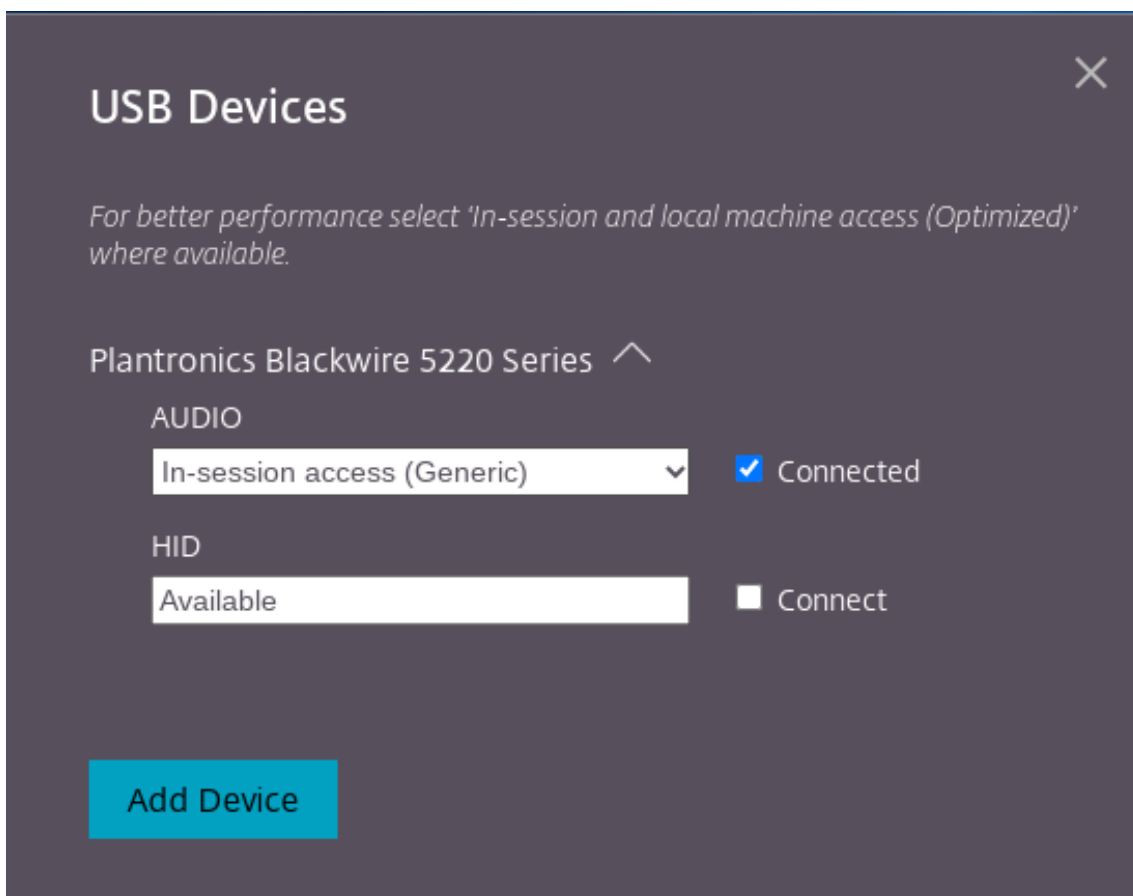 USB Devices
For better performance select 'In-session and local machine access (Optimized)'
where available.
Plantronics Blackwire 5220 Series
AUDIO
In-session access (Generic)
Connected
HID
Available
Connect
Add Device